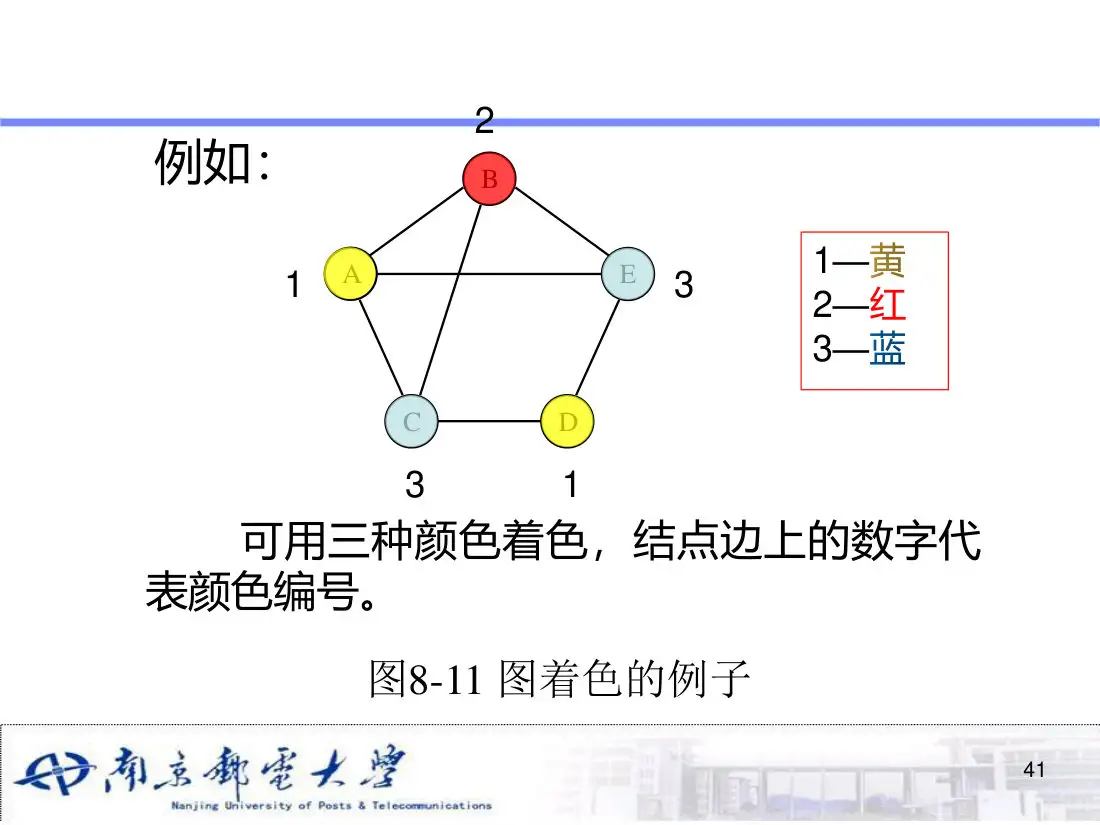 2
例如：
B
A
E
1
3
1—黄
2—红
3—蓝
C
D
3
1
可用三种颜色着色，结点边上的数字代
表颜色编号。
图8-11 图着色的例子
南京郵電大學
Nanjing University of Posts & Telecommunications
41